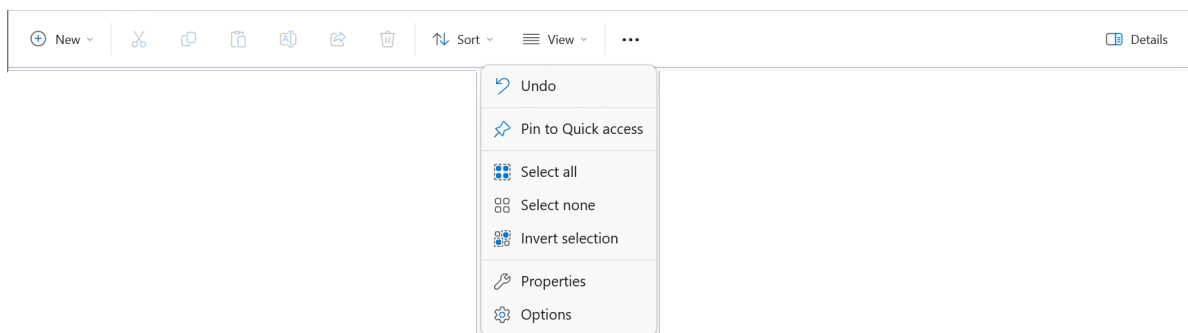 New Sort View ... Details
Undo
Pin to Quick access
Select all
Select none
Invert selection
Properties
Options